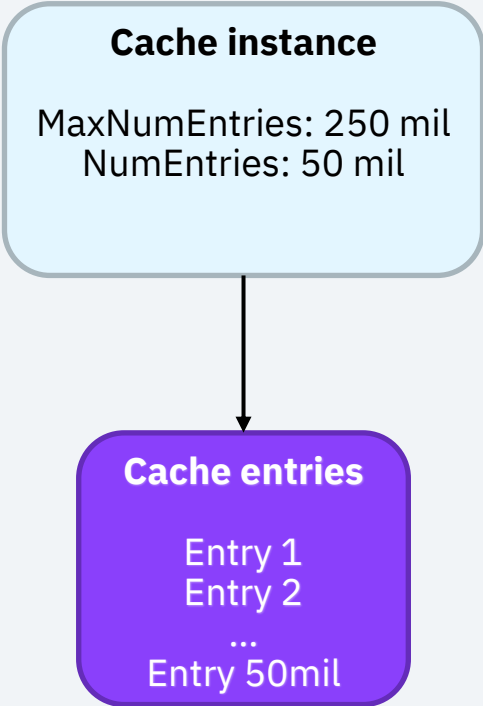 Cache instance
MaxNumEntries: 250 mil
NumEntries: 50 mil
Cache entries
Entry 1
Entry 2
...
Entry 50mil